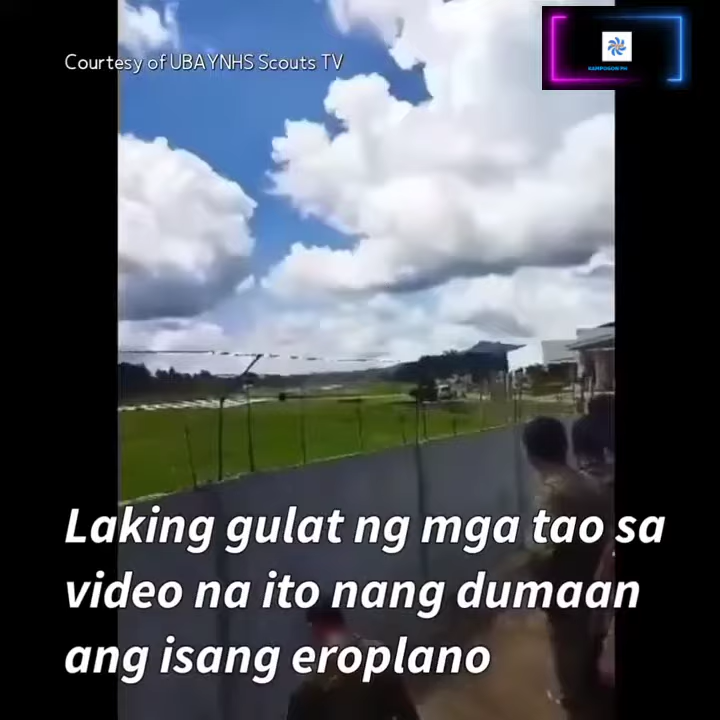 Courtesy of UBAYNHS Scouts TV
Laking gulat ng mga tao sa
video na ito nang dumaan
ang isang eroplano